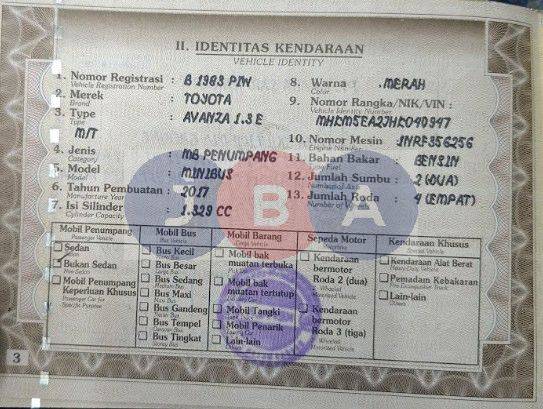 II. IDENTITAS KENDARAAN
VEHICLE IDENTITY
1. Nomor Registrasi : B 1983 PIW
Vehicle Registration Number
2. Merek : TOYOTA
Brand
3. Type : AVANZA 1.3 E
Type
M/T
4. Jenis : MB PENUMPANG
Category
5. Model : MINIBUS
Model
6. Tahun Pembuatan : 2017
Manufacture Year
7. Isi Silinder : 1.329 CC
Cylinder Capacity
8. Warna : MERAH
Color
9. Nomor Rangka/NIK/VIN :
Vehicle Identity Number
MHKM5EA2JHK040947
10. Nomor Mesin : 1NRF356256
Engine Number
11. Bahan Bakar : BENSIN
12. Jumlah Sumbu : 2 (DUA)
Number of Axle
13. Jumlah Roda : 4 (EMPAT)
Number of Wheels
JBA
Mobil Penumpang
Passenger Vehicle
Sedan
Sedan
Bukan Sedan
Non Sedan
Mobil Penumpang
Keperluan Khusus
Passenger Car for
Specific Purpose
Mobil Bus
Bus Vehicle
Bus Kecil
Bus Besar
Bus Sedang
Bus Maxi
Bus Gandeng
Bus Tempel
Bus Tingkat
Mobil Barang
Cargo Vehicle
Mobil bak
muatan terbuka
Mobil bak
muatan tertutup
Mobil Tangki
Mobil Penarik
Lain-lain
Sepeda Motor
Kendaraan
bermotor
Roda 2 (dua)
Kendaraan
bermotor
Roda 3 (tiga)
Kendaraan Khusus
Kendaraan Alat Berat
Heavy-Duty Vehicle
Pemadam Kebakaran
Lain-lain
Others
3